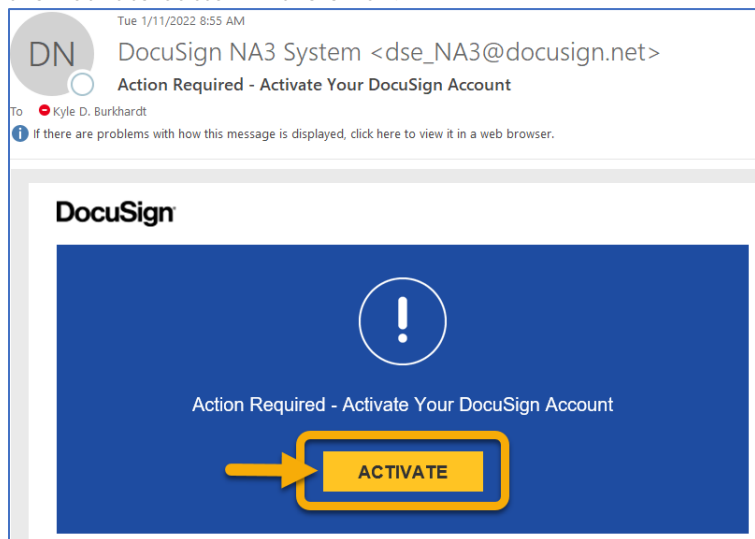 Tue 1/11/2022 8:55 AM
DN
DocuSign NA3 System <dse_NA3@docusign.net>
Action Required - Activate Your DocuSign Account
To Kyle D. Burkhardt
If there are problems with how this message is displayed, click here to view it in a web browser.
DocuSign
Action Required - Activate Your DocuSign Account
ACTIVATE